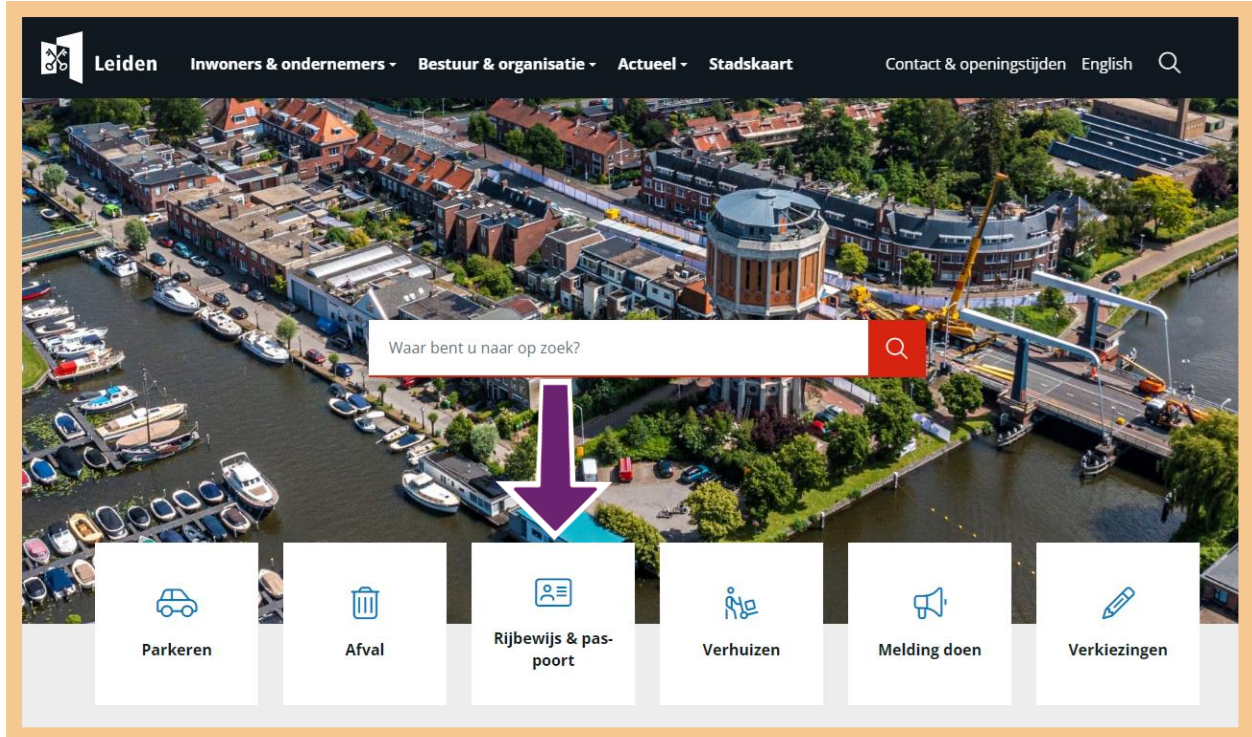 Leiden Inwoners & ondernemers Bestuur & organisatie Actueel Stadskaart Contact & openingstijden English
Waar bent u naar op zoek?
Parkeren
Afval
Rijbewijs & pas-
poort
Verhuizen
Melding doen
Verkiezingen